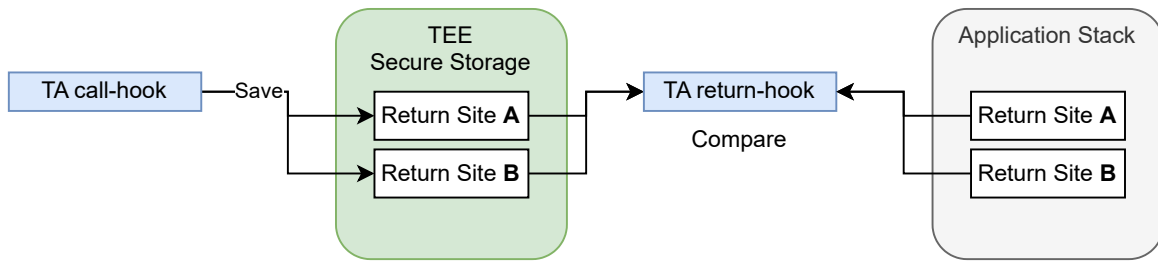 TA call-hook
Save
TEE
Secure Storage
Return Site A
Return Site B
TA return-hook
Compare
Application Stack
Return Site A
Return Site B